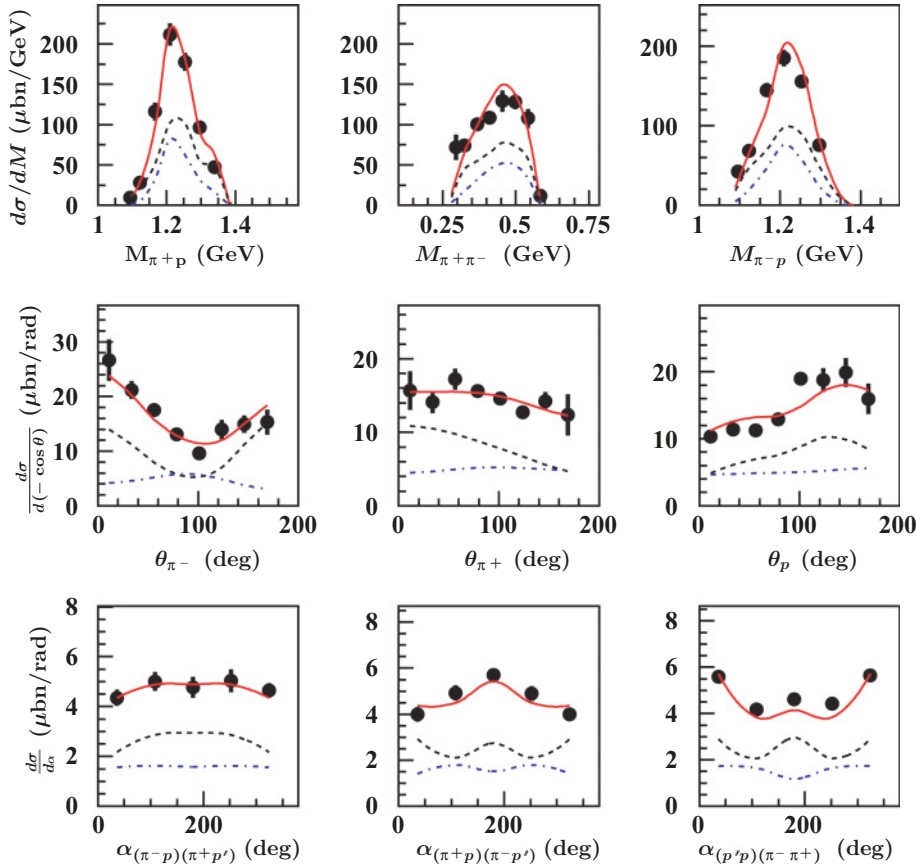 dσ/dM (μbn/GeV)
200
150
100
50
0
1 1.2 1.4
M_{π+p} (GeV)
200
150
100
50
0
0.25 0.5 0.75
M_{π+π−} (GeV)
200
150
100
50
0
1 1.2 1.4
M_{π−p} (GeV)
dσ/d(− cos θ) (μbn/rad)
30
20
10
0
0 100 200
θ_{π−} (deg)
20
10
0
0 100 200
θ_{π+} (deg)
20
10
0
0 100 200
θ_p (deg)
dσ/dα (μbn/rad)
8
6
4
2
0
0 200
α_{(π−p)(π+p′)} (deg)
8
6
4
2
0
0 200
α_{(π+p)(π−p′)} (deg)
8
6
4
2
0
0 200
α_{(p′p)(π−π+)} (deg)